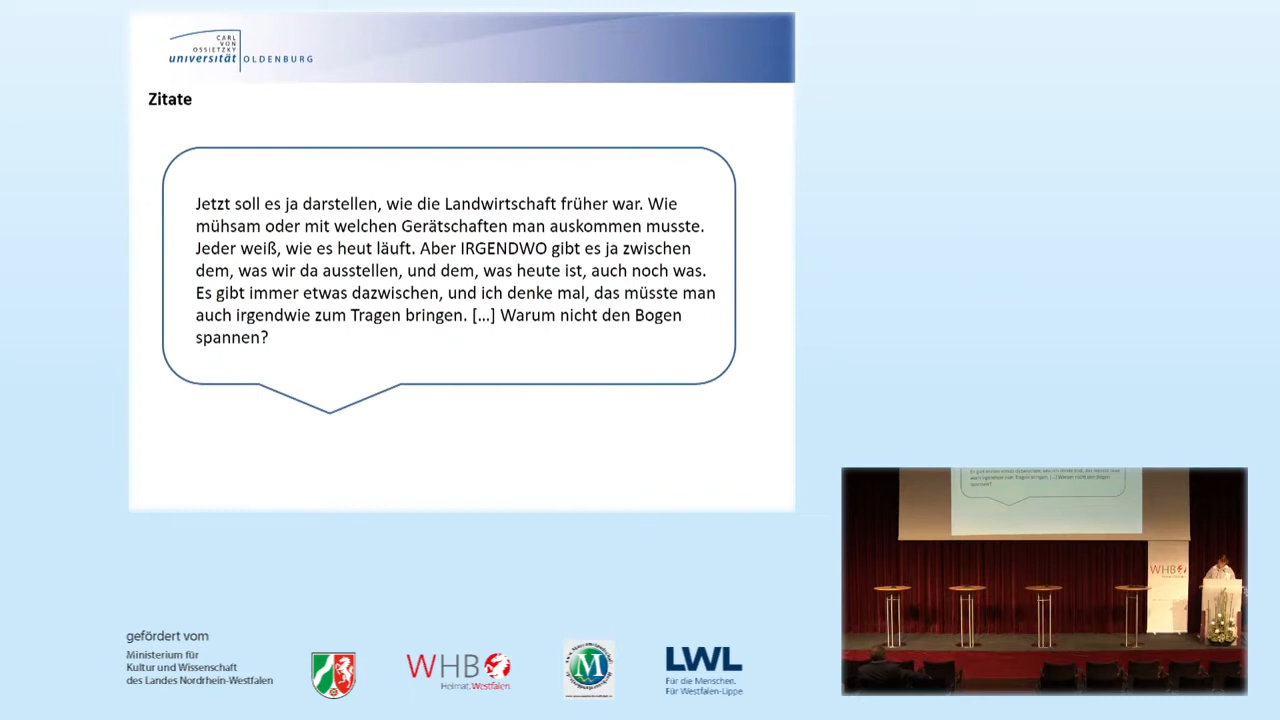 CARL
VON
OSSIETZKY
universität OLDENBURG
Zitate
Jetzt soll es ja darstellen, wie die Landwirtschaft früher war. Wie
mühsam oder mit welchen Gerätschaften man auskommen musste.
Jeder weiß, wie es heut läuft. Aber IRGENDWO gibt es ja zwischen
dem, was wir da ausstellen, und dem, was heute ist, auch noch was.
Es gibt immer etwas dazwischen, und ich denke mal, das müsste man
auch irgendwie zum Tragen bringen. [...] Warum nicht den Bogen
spannen?
WHB
gefördert vom
Ministerium für
Kultur und Wissenschaft
des Landes Nordrhein-Westfalen
WHB
Heimat. Westfalen.
M
LWL
Für die Menschen.
Für Westfalen-Lippe